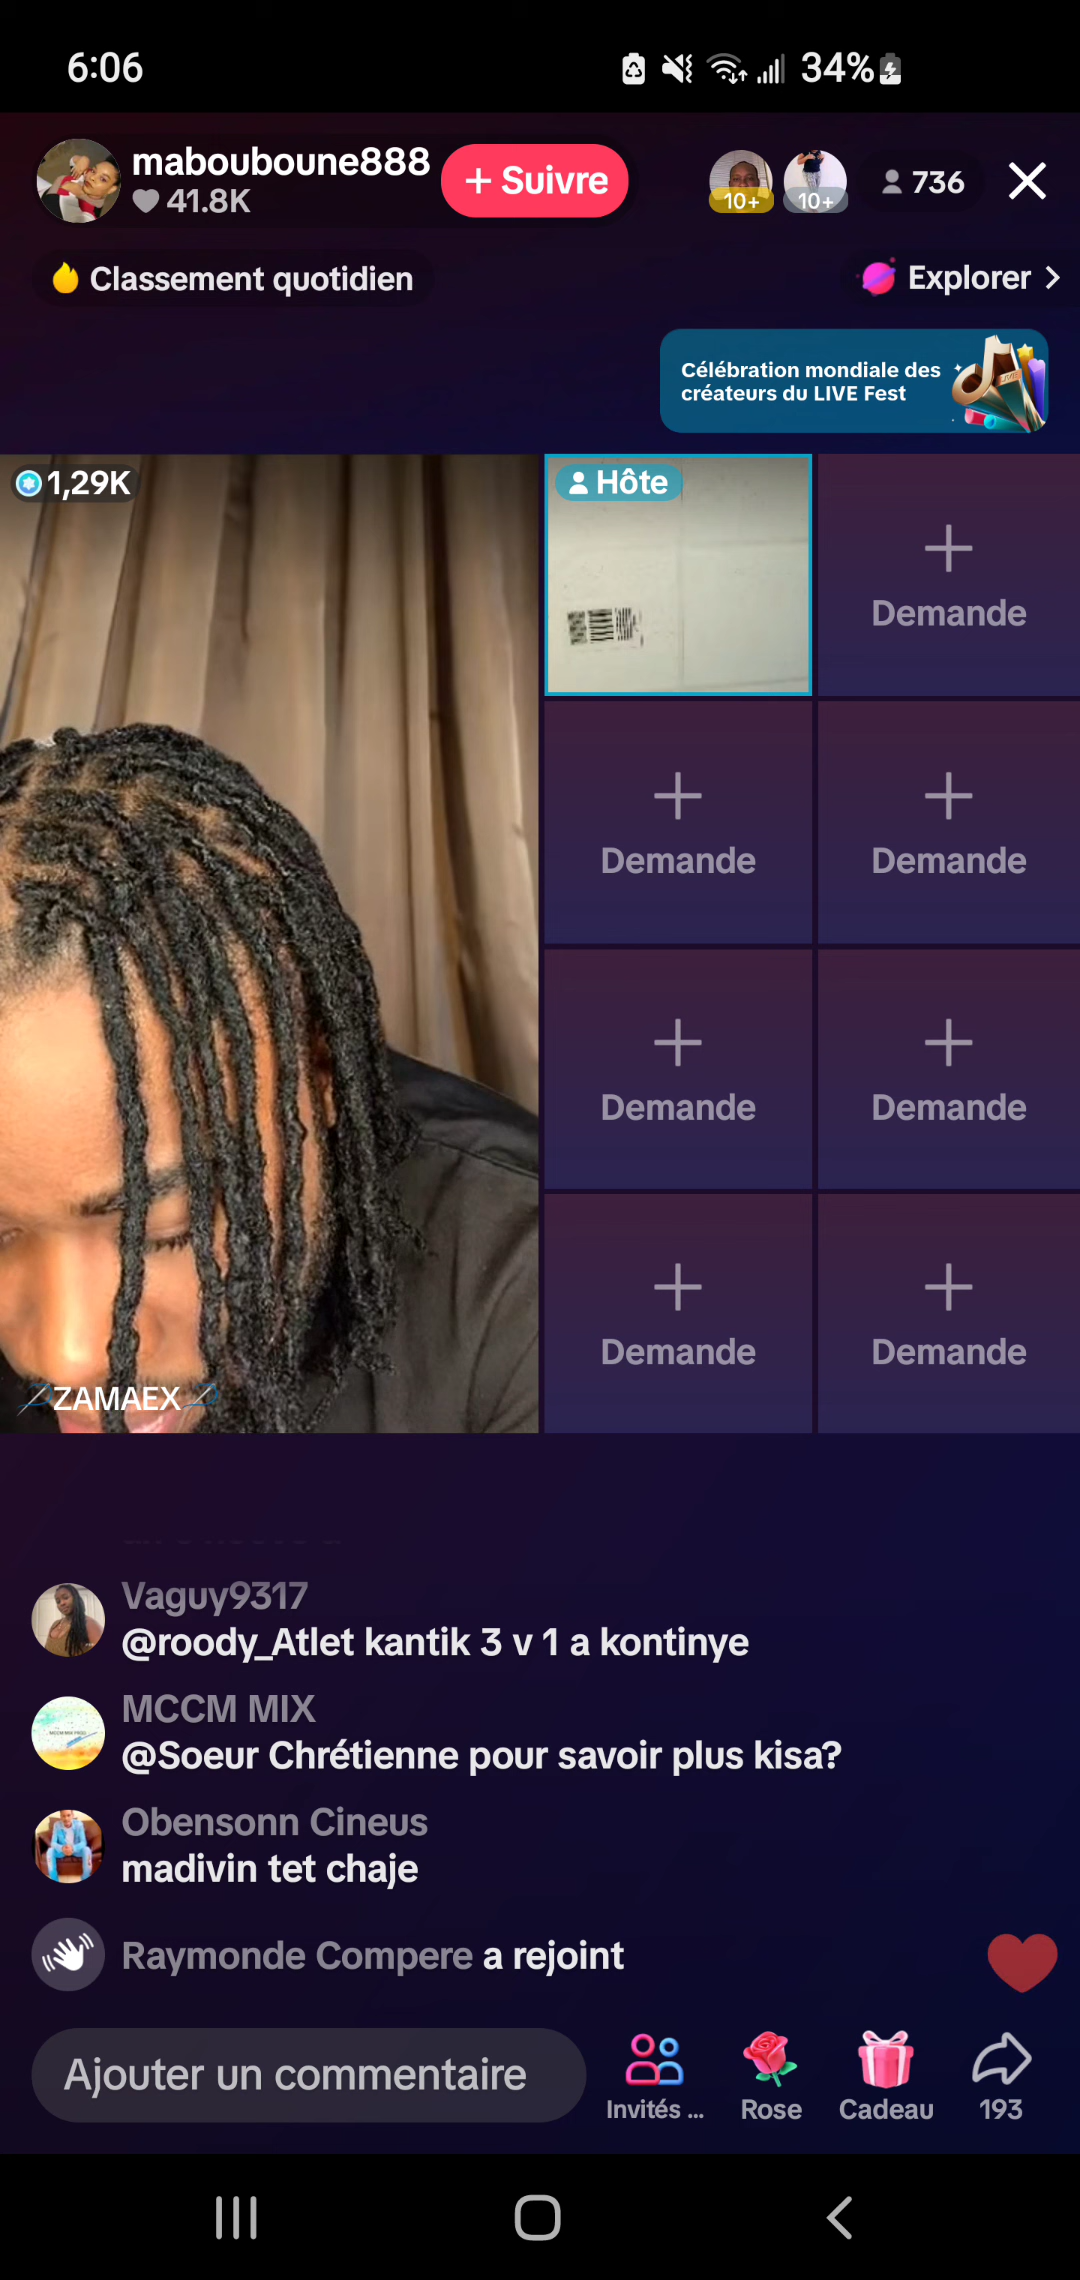 6:06
34%
mabouboune888
41.8K
+ Suivre
10+
10+
736
Classement quotidien
Explorer
Célébration mondiale des
créateurs du LIVE Fest
LIVE
1,29K
Hôte
Demande
Demande
Demande
Demande
Demande
Demande
Demande
ZAMAEX
Vaguy9317
@roody_Atlet kantik 3 v 1 a kontinye
MCCM MIX
@Soeur Chrétienne pour savoir plus kisa?
Obensonn Cineus
madivin tet chaje
Raymonde Compere a rejoint
Ajouter un commentaire
Invités ...
Rose
Cadeau
193